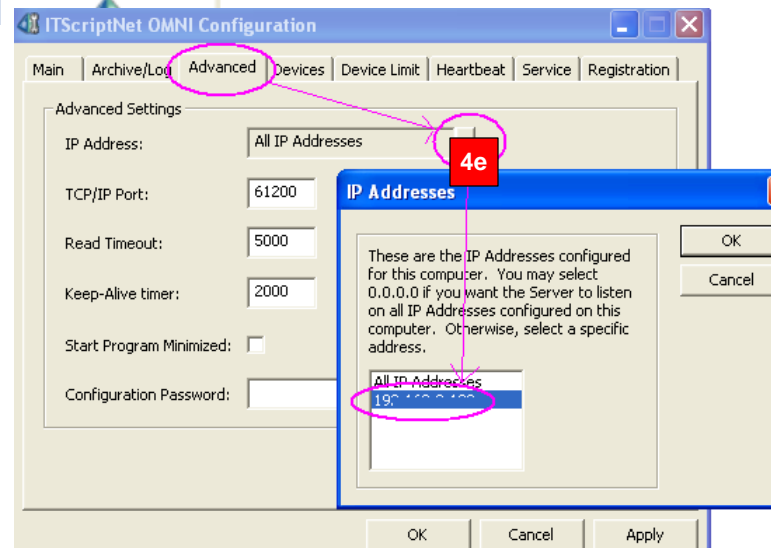 ITScriptNet OMNI Configuration
Main Archive/Log Advanced Devices Device Limit Heartbeat Service Registration
Advanced Settings
IP Address: All IP Addresses
4e
TCP/IP Port: 61200
Read Timeout: 5000
Keep-Alive timer: 2000
Start Program Minimized:
Configuration Password:
IP Addresses
These are the IP Addresses configured
for this computer. You may select
0.0.0.0 if you want the Server to listen
on all IP Addresses configured on this
computer. Otherwise, select a specific
address.
All IP Addresses
OK
Cancel
OK Cancel Apply